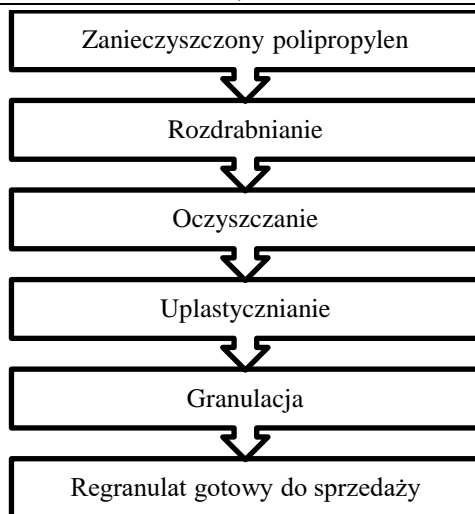 Zanieczyszczony polipropylen
Rozdrabnianie
Oczyszczanie
Uplastycznianie
Granulacja
Regranulat gotowy do sprzedaży